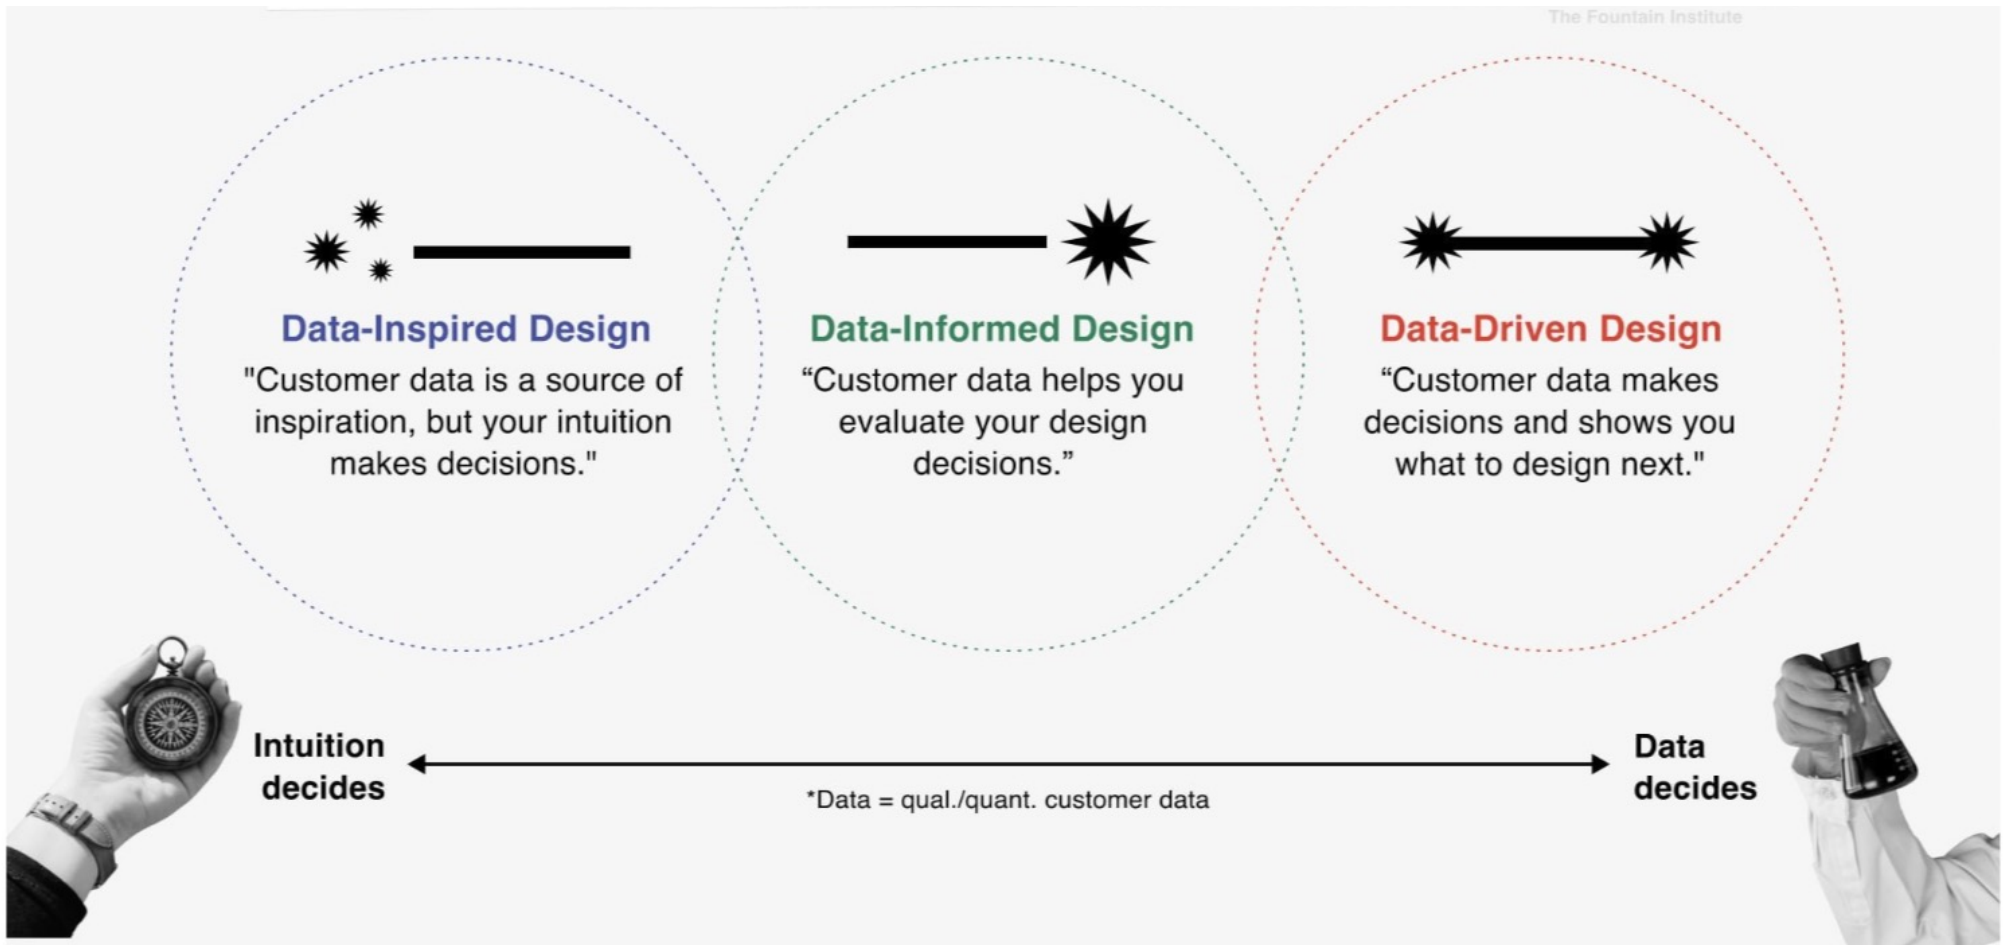 The Fountain Institute
Data-Inspired Design
"Customer data is a source of
inspiration, but your intuition
makes decisions."
Data-Informed Design
“Customer data helps you
evaluate your design
decisions.”
Data-Driven Design
“Customer data makes
decisions and shows you
what to design next."
Intuition
decides
*Data = qual./quant. customer data
Data
decides